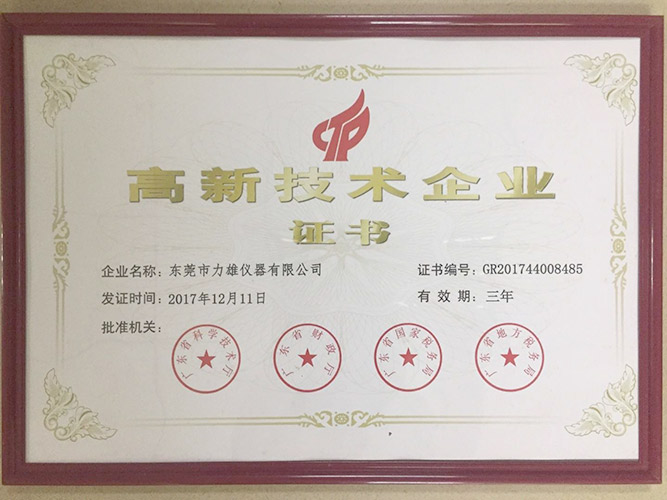 高新技术企业
证书
企业名称：东莞市力雄仪器有限公司
证书编号：GR201744008485
发证时间：2017年12月11日
有效期：三年
批准机关：
广东省科学技术厅
广东省财政厅
广东省国家税务局
广东省地方税务局